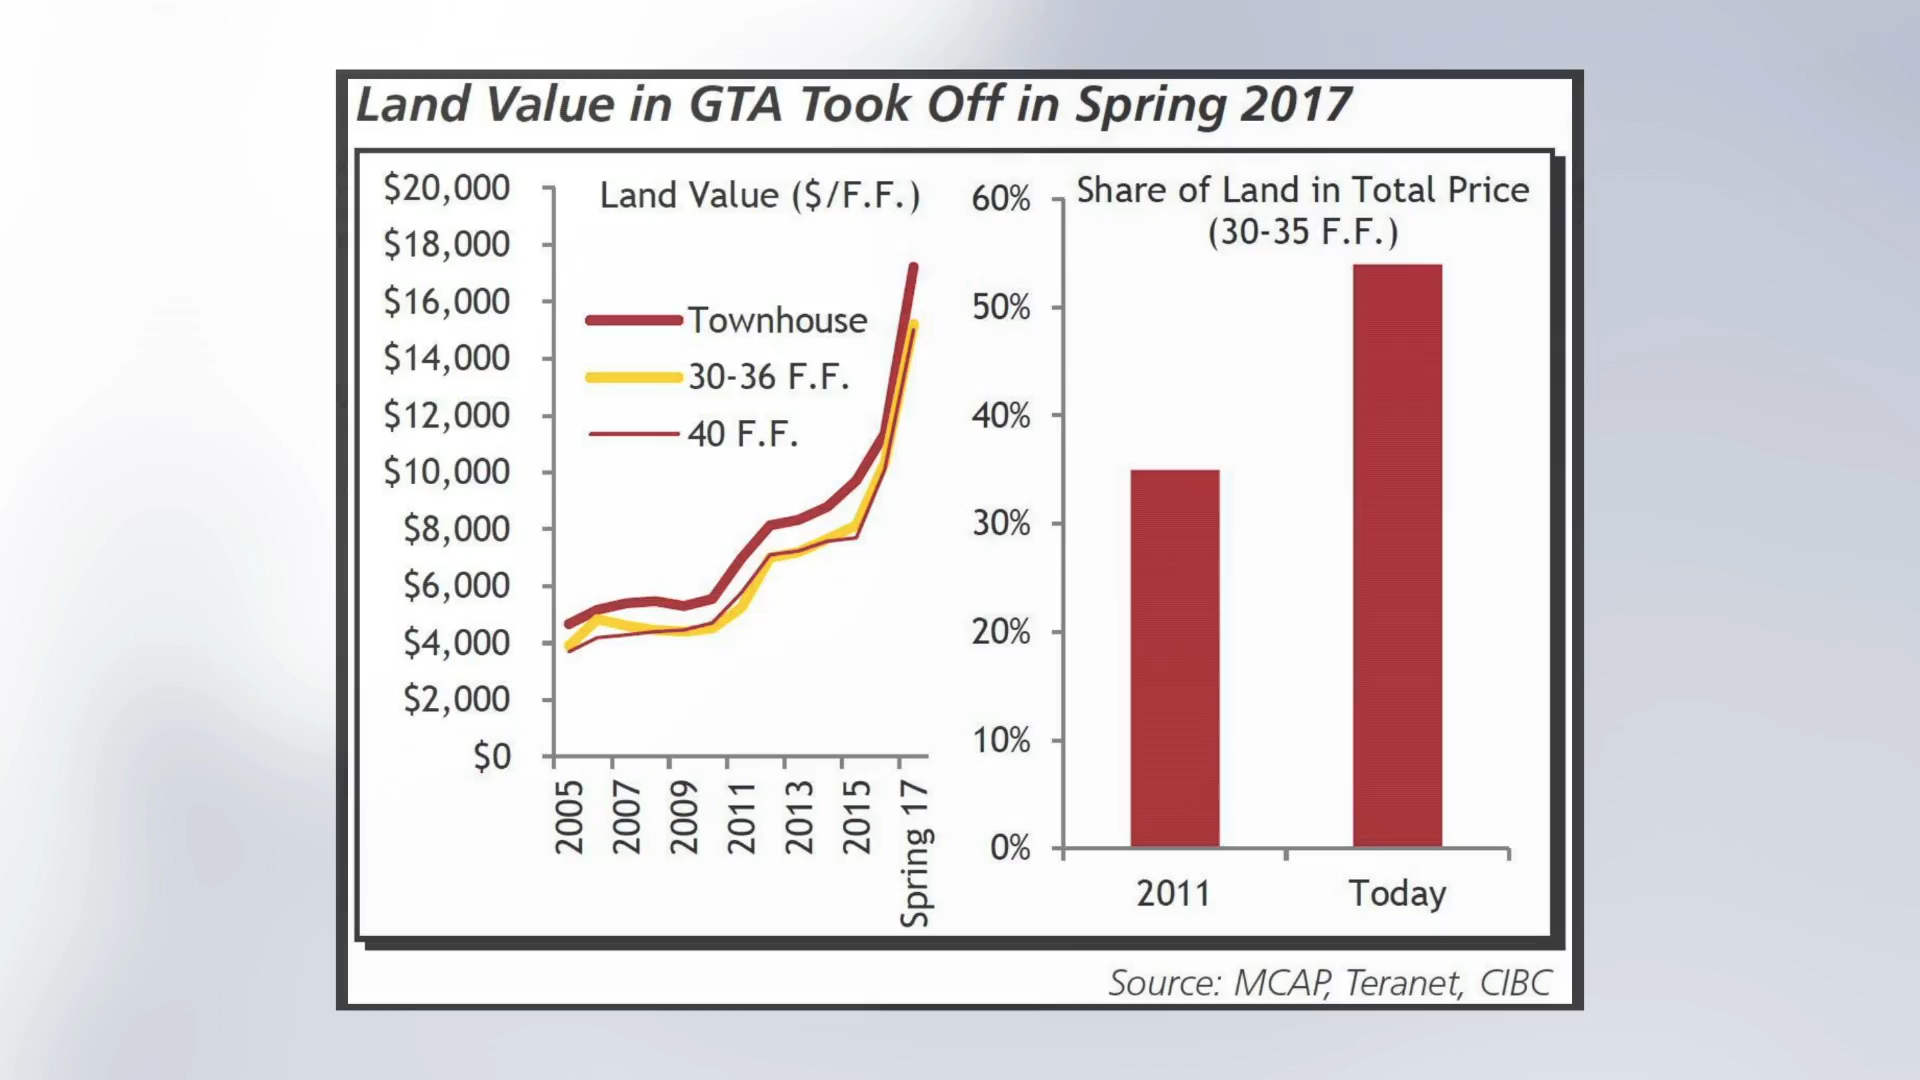 Land Value in GTA Took Off in Spring 2017
Land Value ($/F.F.)
$20,000
$18,000
$16,000
$14,000
$12,000
$10,000
$8,000
$6,000
$4,000
$2,000
$0
Townhouse
30-36 F.F.
40 F.F.
2005
2007
2009
2011
2013
2015
Spring 17
Share of Land in Total Price
(30-35 F.F.)
60%
50%
40%
30%
20%
10%
0%
2011
Today
Source: MCAP, Teranet, CIBC